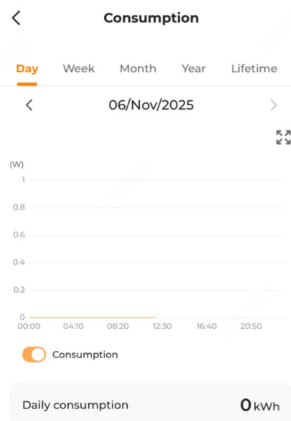 Consumption
Day Week Month Year Lifetime
06/Nov/2025
(W)
1
0.8
0.6
0.4
0.2
0
00:00 04:10 08:20 12:30 16:40 20:50
Consumption
Daily consumption 0 kWh